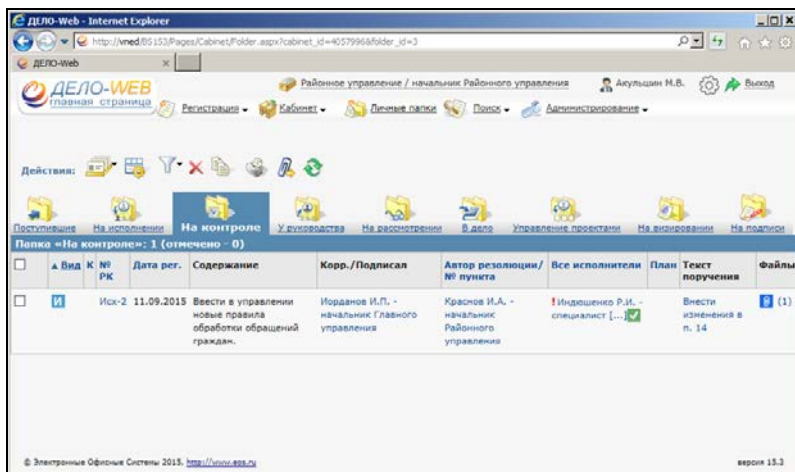 ДЕЛО-Web - Internet Explorer
http://vmed/BS153/Pages/Cabinet/Folder.aspx?cabinet_id=4057996&folder_id=3
ДЕЛО-Web
ДЕЛО-WEB
главная страница
Районное управление / начальник Районного управления
Акульшин М.В.
Выход
Регистрация
Кабинет
Личные папки
Поиск
Администрирование
Действия:
Поступившие
На исполнении
На контроле
У руководства
На рассмотрении
В дело
Управление проектами
На визировании
На подписи
Папка «На контроле»: 1 (отмечено - 0)
Вид К № РК Дата рег. Содержание Корр./Подписал Автор резолюции/ № пункта Все исполнители План Текст поручения Файлы
И Исх-2 11.09.2015 Ввести в управлении новые правила обработки обращений граждан. Иорданов И.П. - начальник Главного управления Краснов И.А. - начальник Районного управления ! Индюшенко Р.И. - специалист [...] Внести изменения в п. 14 (1)
© Электронные Офисные Системы 2015, http://www.eos.ru
версия 15.3